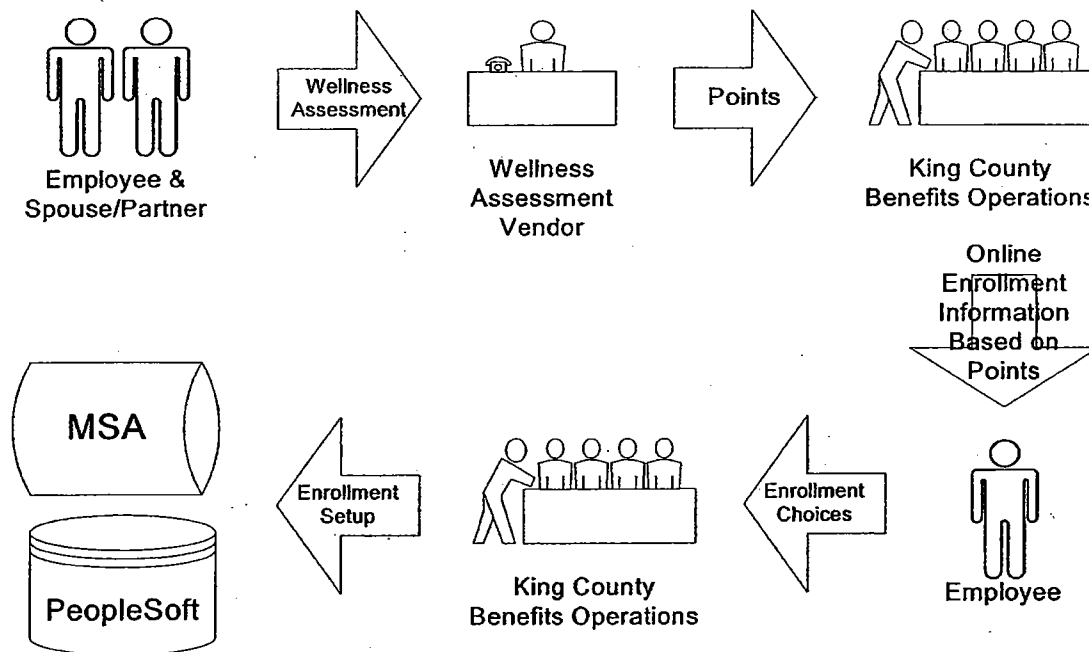 Wellness
Assessment
Points
Employee &
Spouse/Partner
Wellness
Assessment
Vendor
King County
Benefits Operations
Online
Enrollment
Information
Based on
Points
MSA
PeopleSoft
Enrollment
Setup
King County
Benefits Operations
Enrollment
Choices
Employee